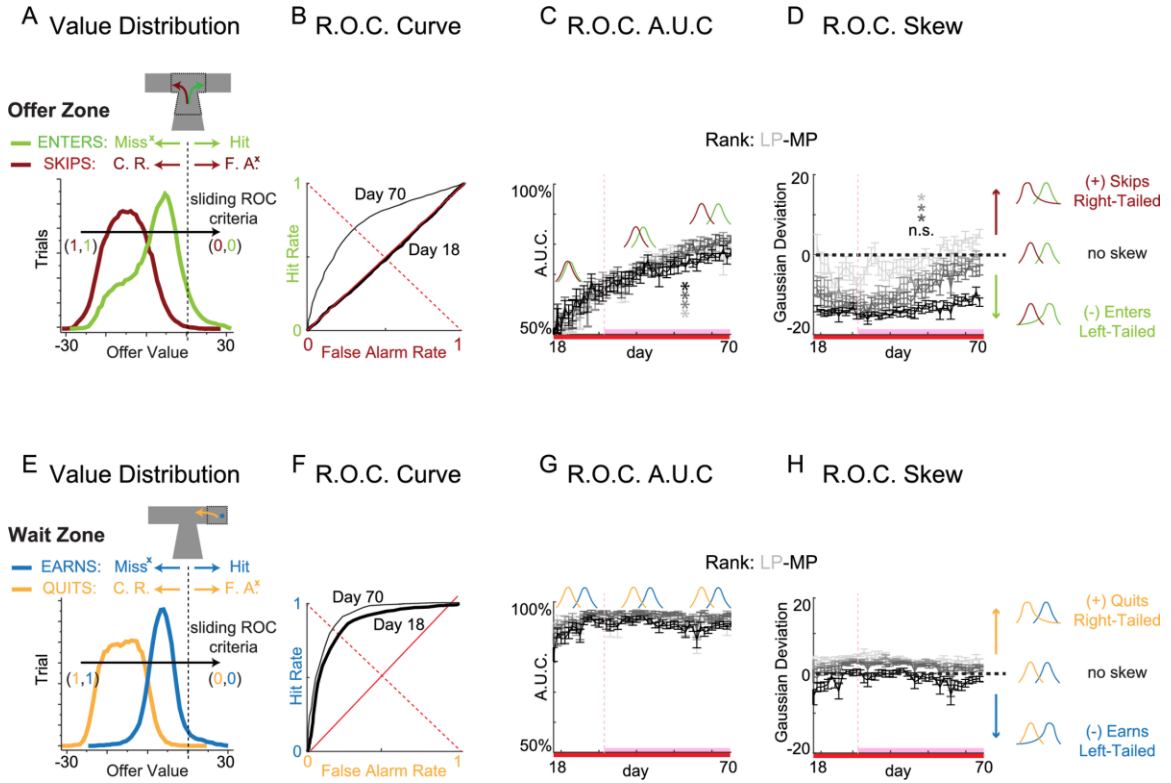 A Value Distribution
B R.O.C. Curve
C R.O.C. A.U.C
D R.O.C. Skew
Offer Zone
ENTERS: Miss x Hit
SKIPS: C. R. F. A. x
sliding ROC
criteria
(1,1)
(0,0)
Trials
-30 0 30
Offer Value
1
Hit Rate
0
Day 70
Day 18
0 1
False Alarm Rate
Rank: LP-MP
100%
A.U.C.
50%
****
18 70
day
20
Gaussian Deviation
0
-20
*
*
*
n.s.
18 70
day
(+) Skips
Right-Tailed
no skew
(-) Enters
Left-Tailed
E Value Distribution
F R.O.C. Curve
G R.O.C. A.U.C
H R.O.C. Skew
Wait Zone
EARNS: Miss x Hit
QUITS: C. R. F. A. x
sliding ROC
criteria
(1,1)
(0,0)
Trial
-30 0 30
Offer Value
1
Hit Rate
0
Day 70
Day 18
0 1
False Alarm Rate
Rank: LP-MP
100%
A.U.C.
50%
18 70
day
20
Gaussian Deviation
0
-20
18 70
day
(+) Quits
Right-Tailed
no skew
(-) Earns
Left-Tailed